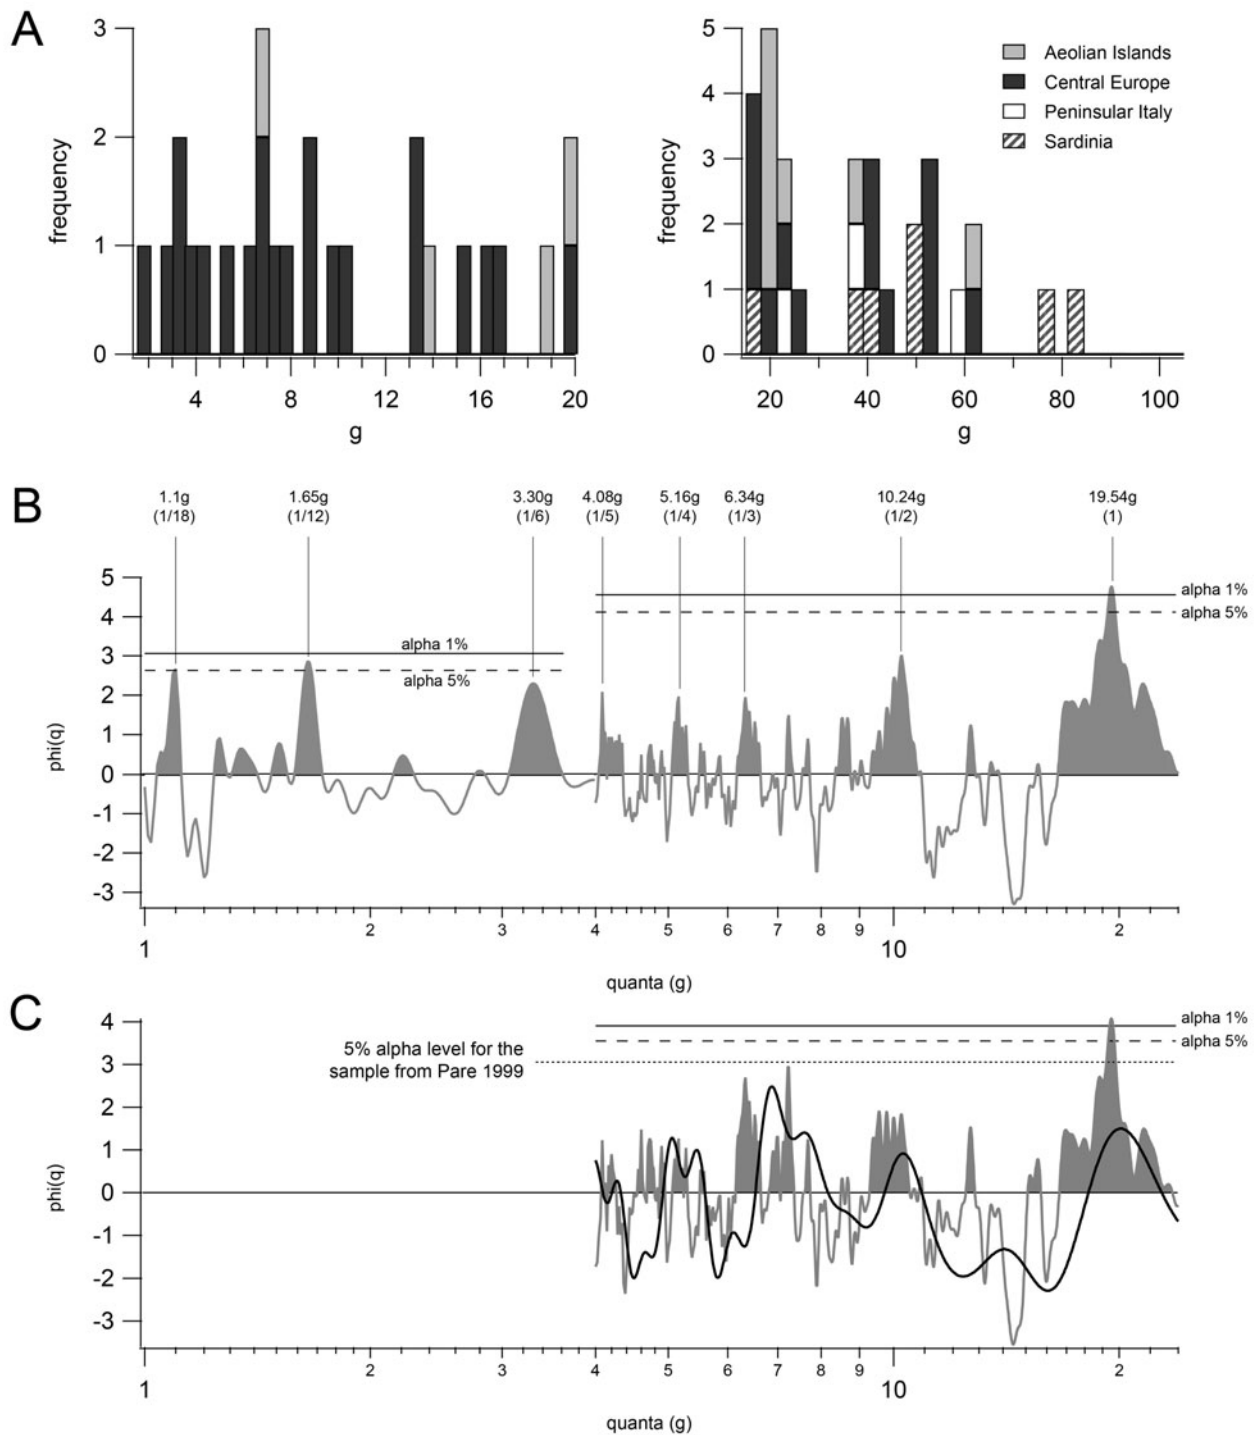 A
3
2
1
0
frequency
4
8
12
16
20
g
5
4
3
2
1
0
frequency
20
40
60
80
100
g
Aeolian Islands
Central Europe
Peninsular Italy
Sardinia
B
1.1g
(1/18)
1.65g
(1/12)
3.30g
(1/6)
4.08g
(1/5)
5.16g
(1/4)
6.34g
(1/3)
10.24g
(1/2)
19.54g
(1)
5
4
3
2
1
0
-1
-2
-3
phi(q)
alpha 1%
alpha 5%
alpha 1%
alpha 5%
1
2
3
4
5
6
7
8
9
10
2
quanta (g)
C
4
3
2
1
0
-1
-2
-3
phi(q)
5% alpha level for the
sample from Pare 1999
alpha 1%
alpha 5%
1
2
3
4
5
6
7
8
9
10
2
quanta (g)